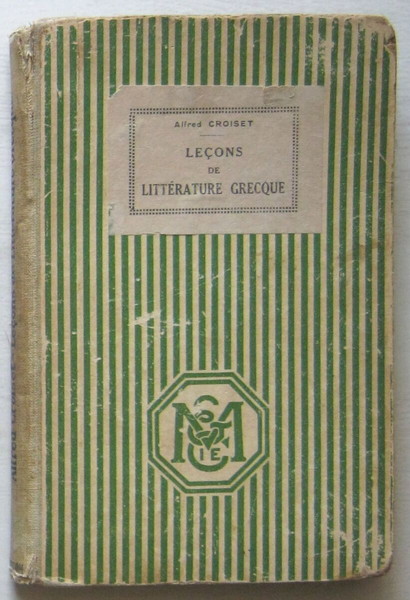 Alfred CROISET
LEÇONS
DE
LITTÉRATURE GRECQUE